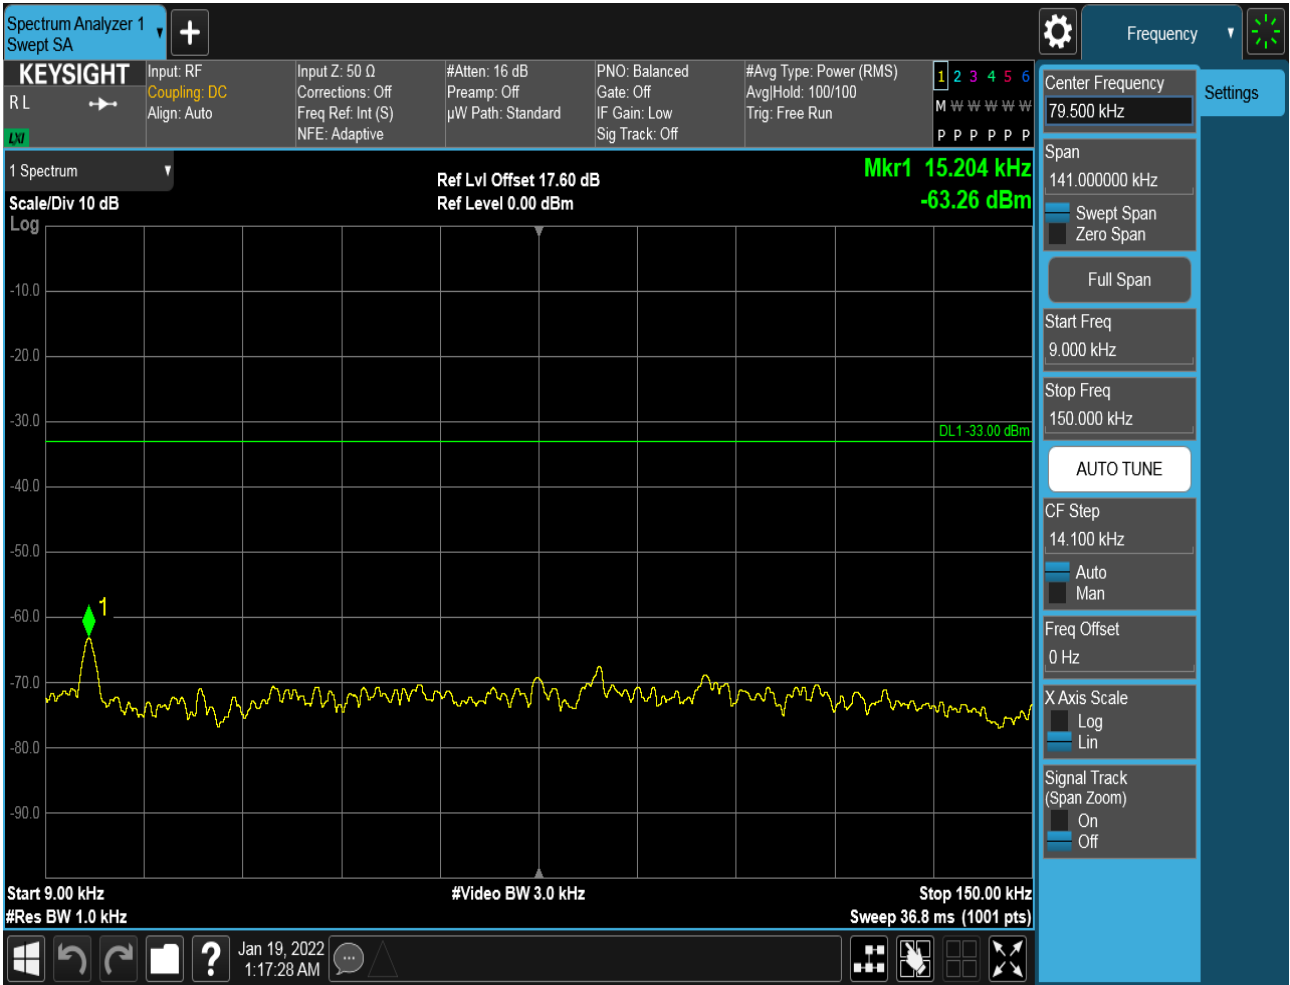 Spectrum Analyzer 1
Swept SA
Frequency
KEYSIGHT
R L
LXI
Input: RF
Coupling: DC
Align: Auto
Input Z: 50 Ω
Corrections: Off
Freq Ref: Int (S)
NFE: Adaptive
#Atten: 16 dB
Preamp: Off
µW Path: Standard
PNO: Balanced
Gate: Off
IF Gain: Low
Sig Track: Off
#Avg Type: Power (RMS)
Avg|Hold: 100/100
Trig: Free Run
1 2 3 4 5 6
M W W W W W
P P P P P P
1 Spectrum
Scale/Div 10 dB
Log
Ref Lvl Offset 17.60 dB
Ref Level 0.00 dBm
Mkr1 15.204 kHz
-63.26 dBm
-10.0
-20.0
-30.0
DL1 -33.00 dBm
-40.0
-50.0
1
-60.0
-70.0
-80.0
-90.0
Start 9.00 kHz
#Res BW 1.0 kHz
#Video BW 3.0 kHz
Stop 150.00 kHz
Sweep 36.8 ms (1001 pts)
?
Jan 19, 2022
1:17:28 AM
Center Frequency
79.500 kHz
Settings
Span
141.000000 kHz
Swept Span
Zero Span
Full Span
Start Freq
9.000 kHz
Stop Freq
150.000 kHz
AUTO TUNE
CF Step
14.100 kHz
Auto
Man
Freq Offset
0 Hz
X Axis Scale
Log
Lin
Signal Track
(Span Zoom)
On
Off